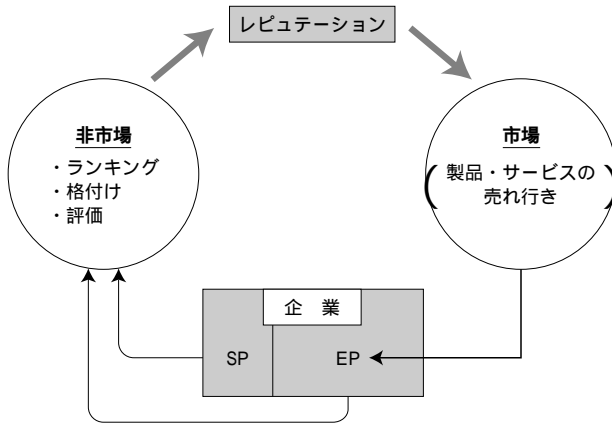 レピュテーション
非市場
・ランキング
・格付け
・評価
市場
(製品・サービスの
売れ行き)
企　業
SP
EP